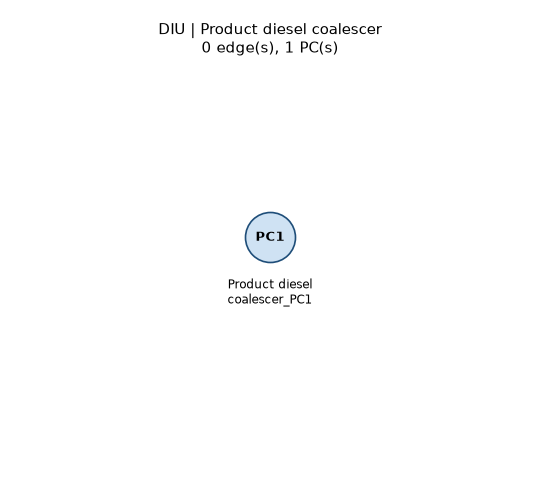 DIU | Product diesel coalescer
0 edge(s), 1 PC(s)
PC1
Product diesel
coalescer_PC1